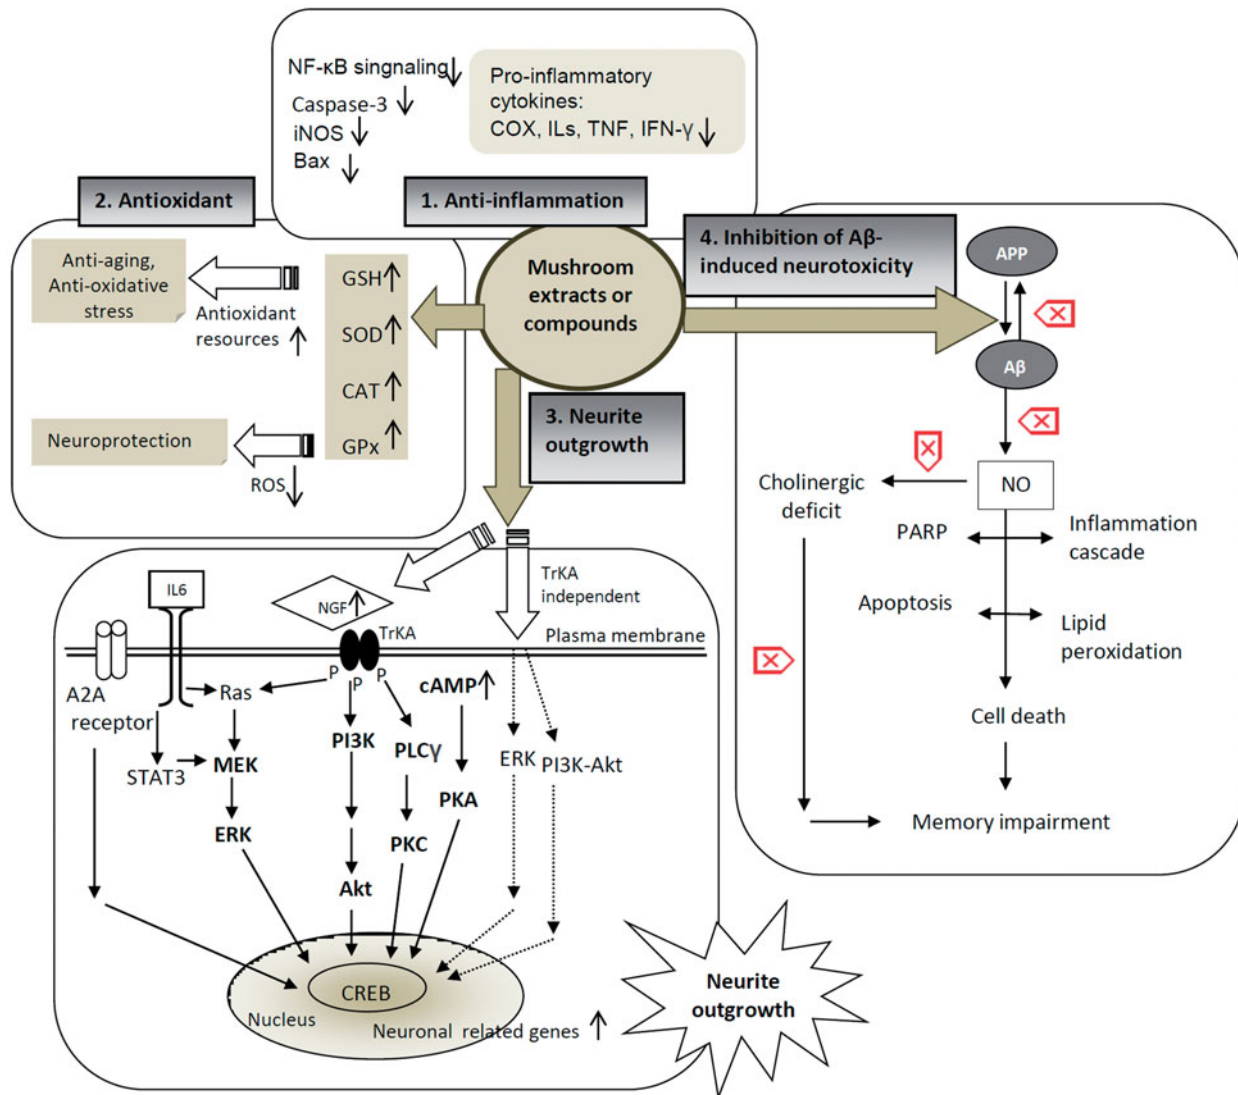 NF-κB singnaling
Caspase-3
iNOS
Bax
Pro-inflammatory
cytokines:
COX, ILs, TNF, IFN-γ
1. Anti-inflammation
2. Antioxidant
Anti-aging,
Anti-oxidative
stress
Antioxidant
resources
GSH
SOD
CAT
GPx
Neuroprotection
ROS
Mushroom
extracts or
compounds
3. Neurite
outgrowth
4. Inhibition of Aβ-
induced neurotoxicity
APP
Aβ
NO
Cholinergic
deficit
PARP
Inflammation
cascade
Apoptosis
Lipid
peroxidation
Cell death
Memory impairment
IL6
NGF
TrKA
independent
TrKA
Plasma membrane
P
P
P
A2A
receptor
Ras
cAMP
STAT3
MEK
PI3K
PLCγ
ERK
PI3K-Akt
PKA
ERK
PKC
Akt
CREB
Nucleus
Neuronal related genes
Neurite
outgrowth